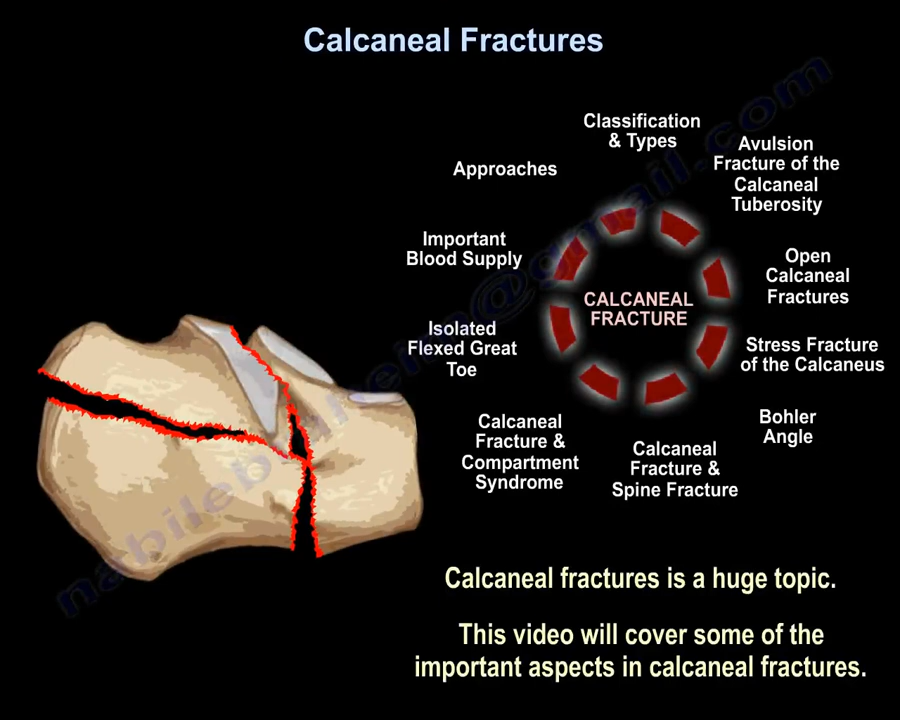 Calcaneal Fractures
Classification
& Types
Avulsion
Fracture of the
Calcaneal
Tuberosity
Approaches
Important
Blood Supply
Open
Calcaneal
Fractures
CALCANEAL
FRACTURE
Isolated
Flexed Great
Toe
Stress Fracture
of the Calcaneus
Bohler
Angle
Calcaneal
Fracture &
Compartment
Syndrome
Calcaneal
Fracture &
Spine Fracture
Calcaneal fractures is a huge topic.
This video will cover some of the
important aspects in calcaneal fractures.